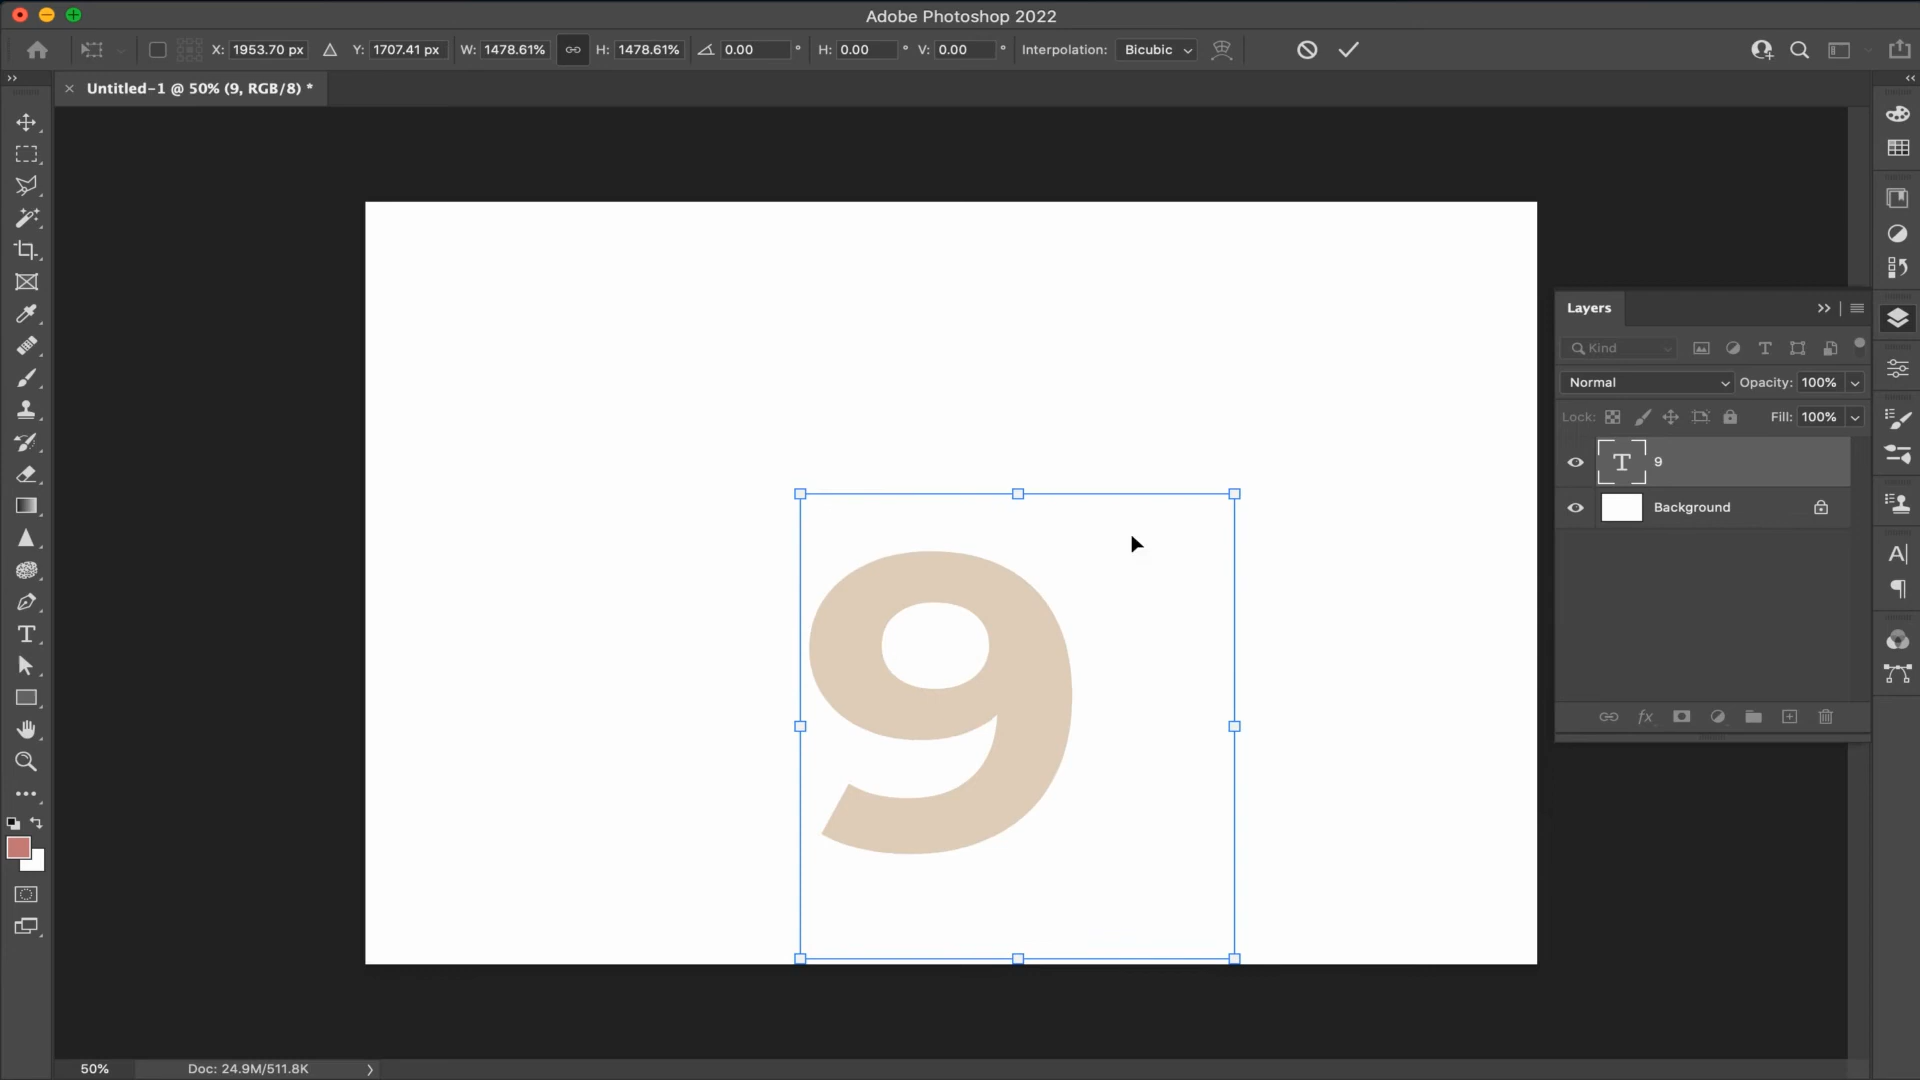 Adobe Photoshop 2022
X: 1953.70 px Y: 1707.41 px W: 1478.61% H: 1478.61% 0.00 ° H: 0.00 ° V: 0.00 ° Interpolation: Bicubic
Untitled-1 @ 50% (9, RGB/8) *
Layers
Kind
Normal Opacity: 100%
Lock: Fill: 100%
T 9
Background
9
50% Doc: 24.9M/511.8K